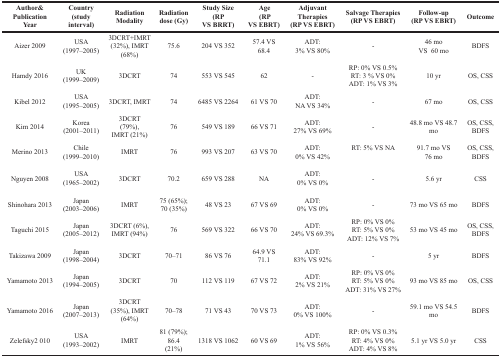 Author& Publication Year | Country (study interval) | Radiation Modality | Radiation dose (Gy) | Study Size (RP VS BRRT) | Age (RP VS EBRT) | Adjuvant Therapies (RP VS EBRT) | Salvage Therapies (RP VS EBRT) | Follow-up (RP VS EBRT) | Outcome
Aizer 2009 | USA (1997–2005) | 3DCRT+IMRT (32%), IMRT (68%) | 75.6 | 204 VS 352 | 57.4 VS 68.4 | ADT: 3% VS 80% | - | 46 mo VS 60 mo | BDFS
Hamdy 2016 | UK (1999–2009) | 3DCRT | 74 | 553 VS 545 | 62 | - | RP: 0% VS 0.5% RT: 3 % VS 0% ADT: 1% VS 3% | 10 yr | OS, CSS
Kibel 2012 | USA (1995–2005) | 3DCRT, IMRT | 74 | 6485 VS 2264 | 61 VS 70 | ADT: NA VS 34% | - | 67 mo | OS, CSS
Kim 2014 | Korea (2001–2011) | 3DCRT (79%), IMRT (21%) | 76 | 549 VS 189 | 66 VS 71 | ADT: 27% VS 69% | - | 48.8 mo VS 48.7 mo | OS, CSS, BDFS
Merino 2013 | Chile (1999–2010) | IMRT | 76 | 993 VS 207 | 63 VS 70 | ADT: 0% VS 42% | RT: 5% VS NA | 91.7 mo VS 76 mo | OS, CSS, BDFS
Nguyen 2008 | USA (1965–2002) | 3DCRT | 70.2 | 659 VS 288 | NA | ADT: 0% VS 0% | - | 5.6 yr | CSS
Shinohara 2013 | Japan (2003–2006) | IMRT | 75 (65%); 70 (35%) | 48 VS 23 | 67 VS 69 | ADT: 0% VS 0% | - | 73 mo VS 65 mo | BDFS
Taguchi 2015 | Japan (2005–2012) | 3DCRT (6%), IMRT (94%) | 76 | 569 VS 322 | 66 VS 70 | ADT: 24% VS 69.3% | RP: 0% VS 0% RT: 5% VS 0% ADT: 12% VS 7% | 53 mo VS 45 mo | OS, CSS, BDFS
Takizawa 2009 | Japan (1998–2004) | 3DCRT | 70–71 | 86 VS 76 | 64.9 VS 71.1 | ADT: 83% VS 92% | - | 5 yr | BDFS
Yamamoto 2013 | Japan (1994–2005) | 3DCRT | 70 | 112 VS 119 | 67 VS 72 | ADT: 2% VS 21% | RP: 0% VS 0% RT: 5% VS 0% ADT: 31% VS 27% | 93 mo VS 85 mo | OS, CSS
Yamamoto 2016 | Japan (2007–2013) | 3DCRT (35%), IMRT (64%) | 70–78 | 71 VS 43 | 70 VS 73 | ADT: 0% VS 100% | - | 59.1 mo VS 54.5 mo | BDFS
Zelefsky2 010 | USA (1993–2002) | IMRT | 81 (79%); 86.4 (21%) | 1318 VS 1062 | 60 VS 69 | ADT: 1% VS 56% | RP: 0% VS 0.3% RT: 4% VS 0% ADT: 4% VS 8% | 5.1 yr VS 5.0 yr | CSS